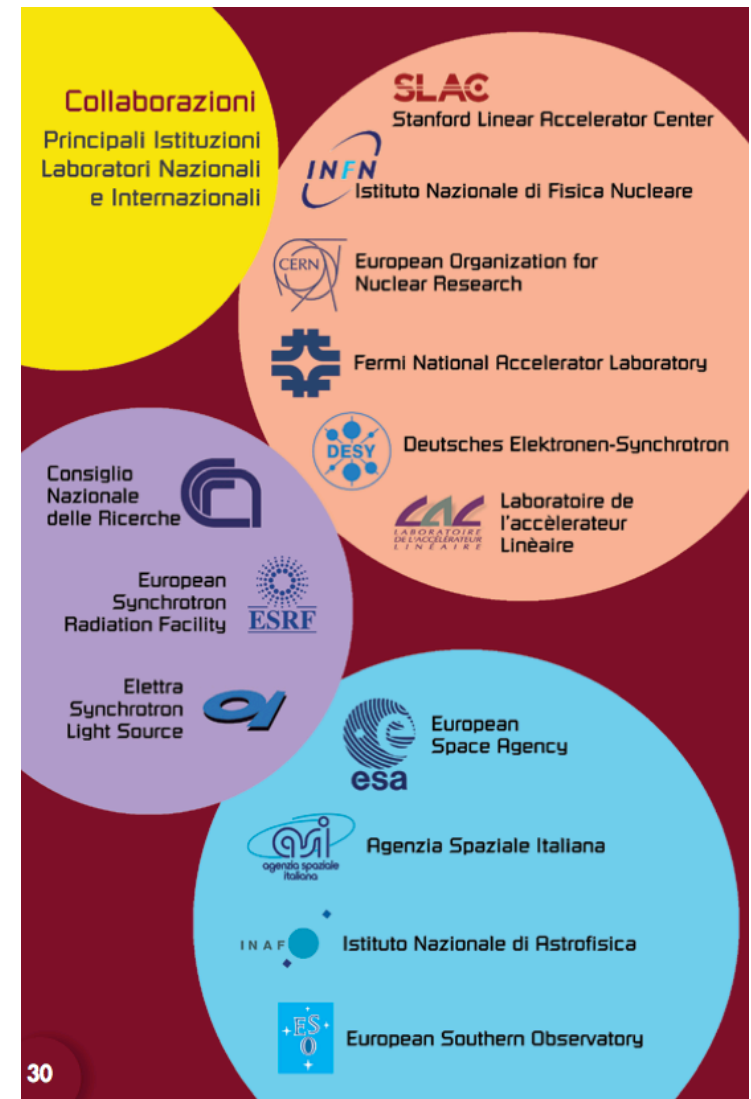 Collaborazioni
Principali Istituzioni
Laboratori Nazionali
e Internazionali
SLAC
Stanford Linear Accelerator Center
INFN
Istituto Nazionale di Fisica Nucleare
CERN
European Organization for
Nuclear Research
Fermi National Accelerator Laboratory
DESY
Deutsches Elektronen-Synchrotron
LAL
LABORATOIRE
DE L'ACCÉLÉRATEUR
LINÉAIRE
Laboratoire de
l'accèlerateur
Linèaire
Consiglio
Nazionale
delle Ricerche
European
Synchrotron
Radiation Facility
ESRF
Elettra
Synchrotron
Light Source
esa
European
Space Agency
asi
agenzia spaziale
italiana
Agenzia Spaziale Italiana
INAF
Istituto Nazionale di Astrofisica
ES
O
European Southern Observatory
30